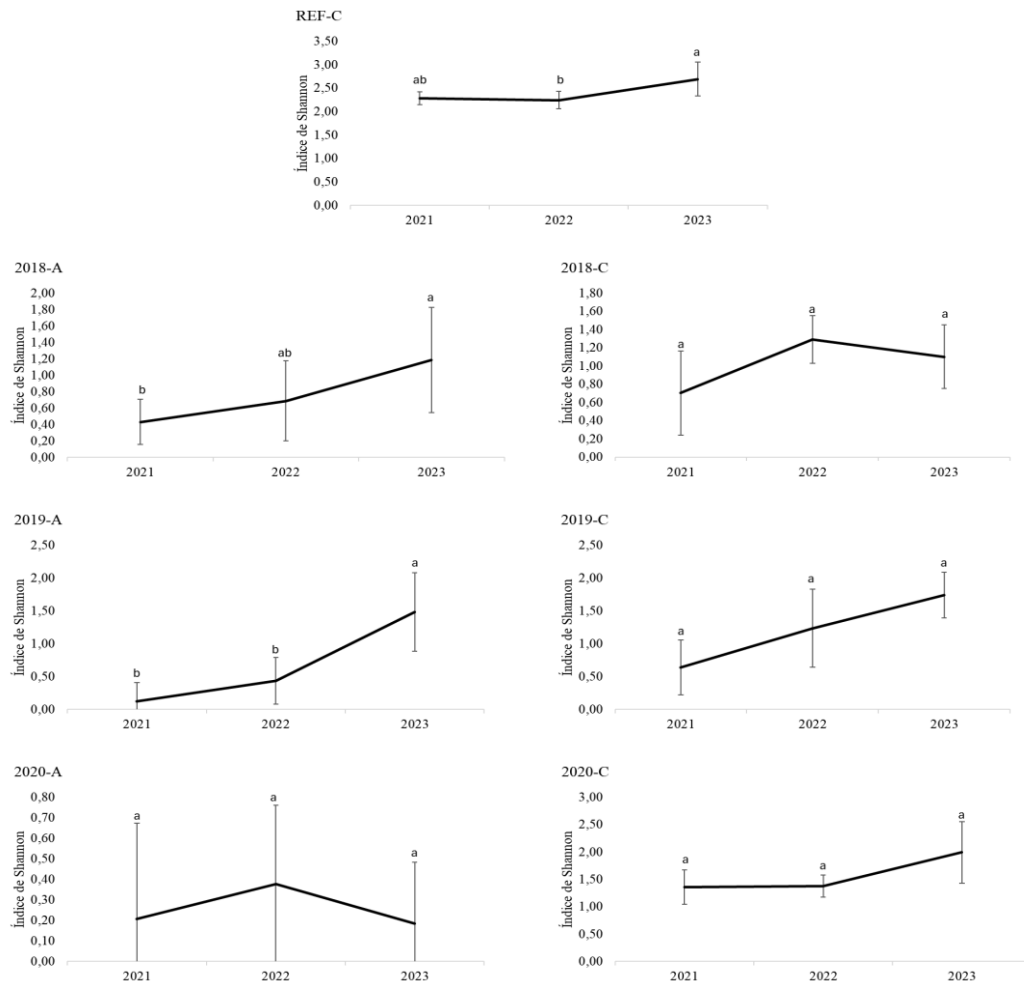 REF-C
Índice de Shannon
3,50
3,00
2,50
2,00
1,50
1,00
0,50
0,00
ab
b
a
2021
2022
2023
2018-A
Índice de Shannon
2,00
1,80
1,60
1,40
1,20
1,00
0,80
0,60
0,40
0,20
0,00
b
ab
a
2021
2022
2023
2018-C
Índice de Shannon
1,80
1,60
1,40
1,20
1,00
0,80
0,60
0,40
0,20
0,00
a
a
a
2021
2022
2023
2019-A
Índice de Shannon
2,50
2,00
1,50
1,00
0,50
0,00
b
b
a
2021
2022
2023
2019-C
Índice de Shannon
2,50
2,00
1,50
1,00
0,50
0,00
a
a
a
2021
2022
2023
2020-A
Índice de Shannon
0,80
0,70
0,60
0,50
0,40
0,30
0,20
0,10
0,00
a
a
a
2021
2022
2023
2020-C
Índice de Shannon
3,00
2,50
2,00
1,50
1,00
0,50
0,00
a
a
a
2021
2022
2023